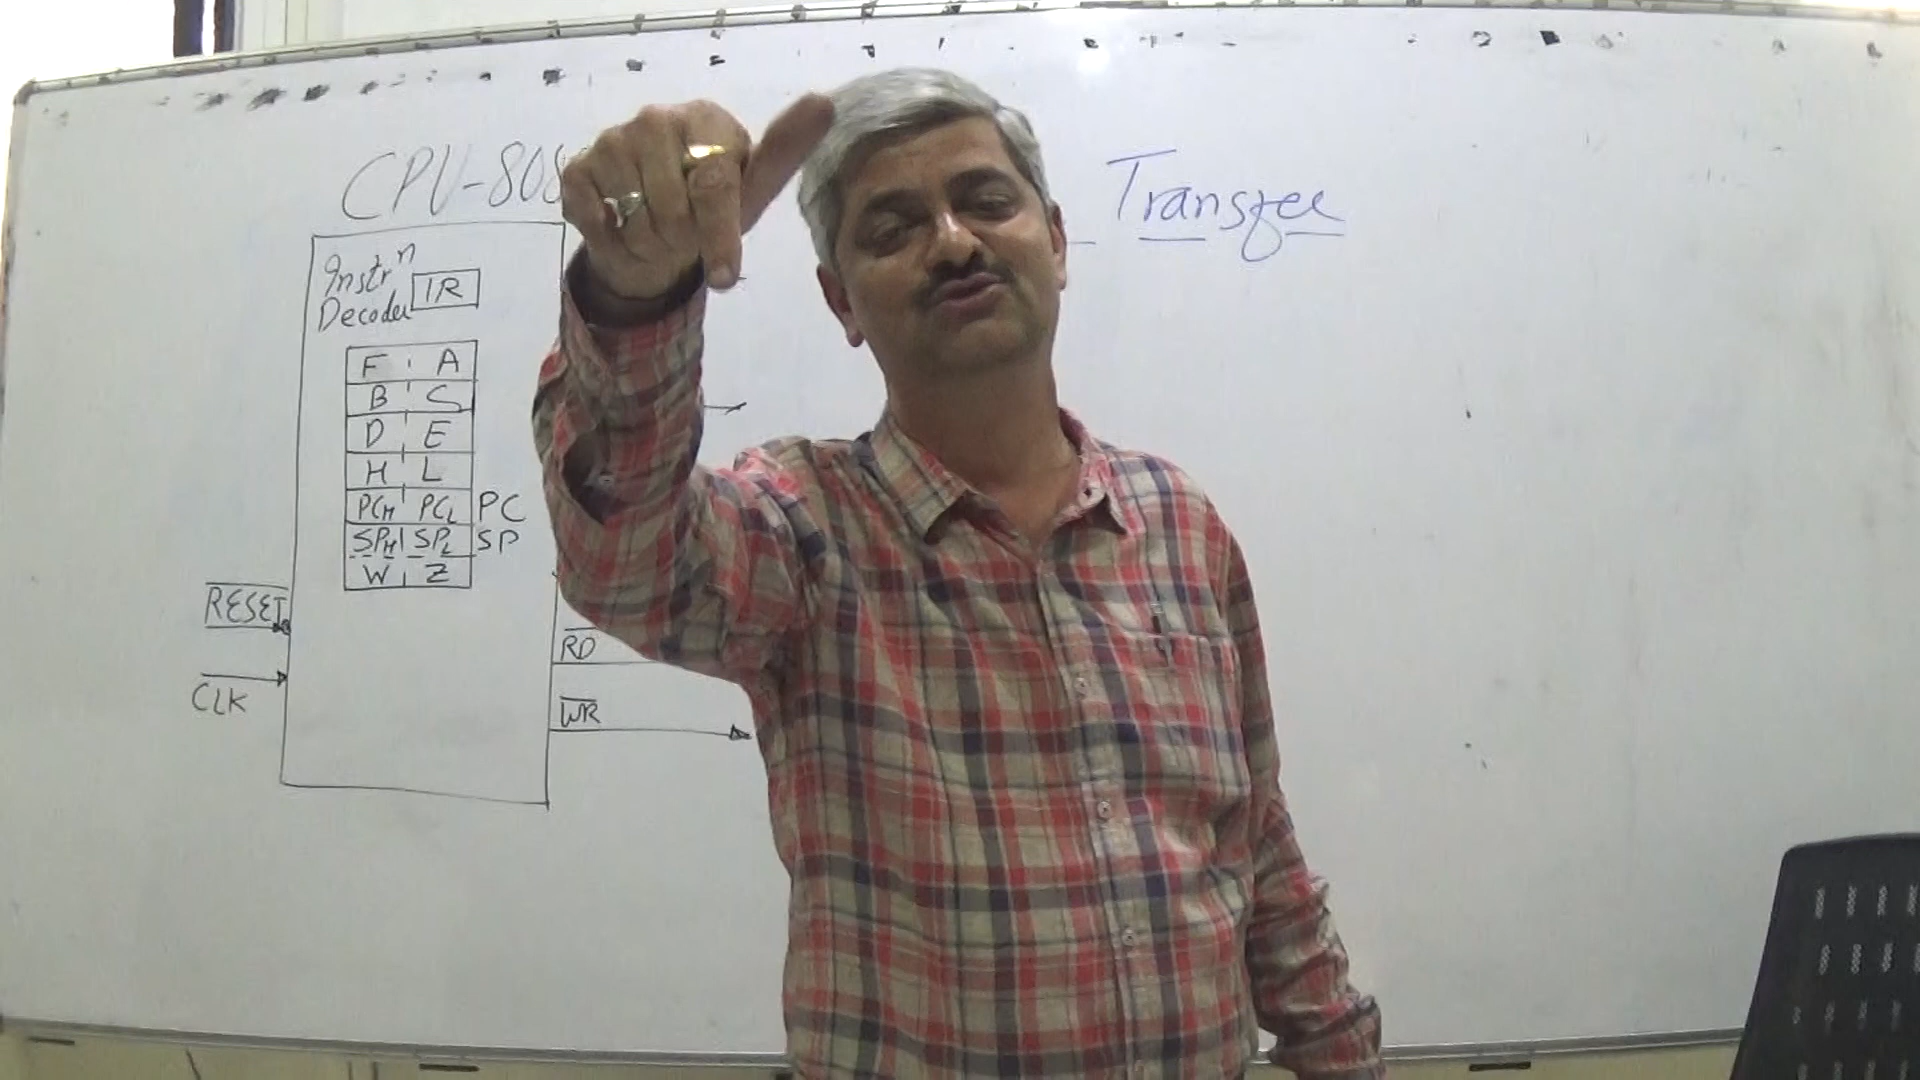 CPU-808
Transfer
Instrⁿ
Decoder IR
F A
B C
D E
H L
PCH PCL PC
SPH SPL SP
W Z
RESET
CLK
RD
WR